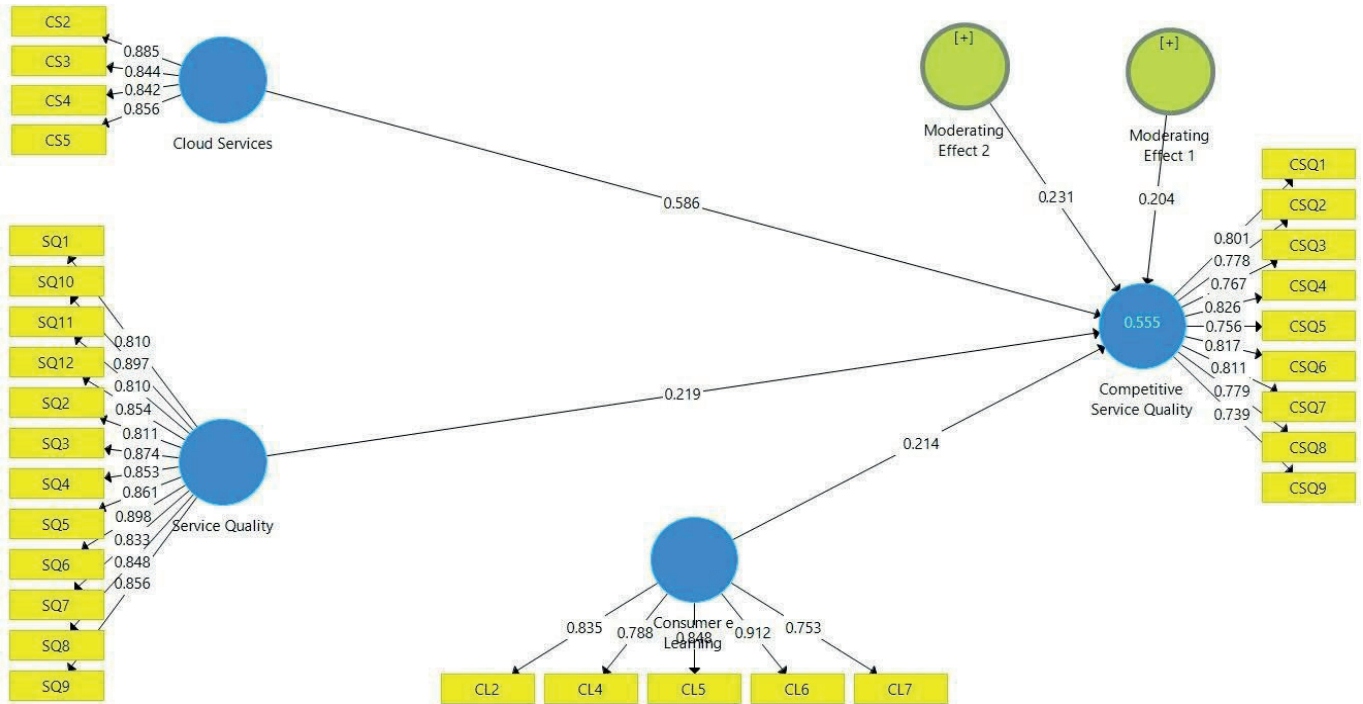 CS2
CS3
CS4
CS5
0.885
0.844
0.842
0.856
Cloud Services
[+]
Moderating
Effect 2
[+]
Moderating
Effect 1
0.586
0.231
0.204
SQ1
SQ10
SQ11
SQ12
SQ2
SQ3
SQ4
SQ5
SQ6
SQ7
SQ8
SQ9
0.810
0.897
0.810
0.854
0.811
0.874
0.853
0.861
0.898
0.833
0.848
0.856
Service Quality
0.219
0.214
0.555
Competitive
Service Quality
0.801
0.778
0.767
0.826
0.756
0.817
0.811
0.779
0.739
CSQ1
CSQ2
CSQ3
CSQ4
CSQ5
CSQ6
CSQ7
CSQ8
CSQ9
Consumer e
Learning
0.835
0.788
0.848
0.912
0.753
CL2
CL4
CL5
CL6
CL7